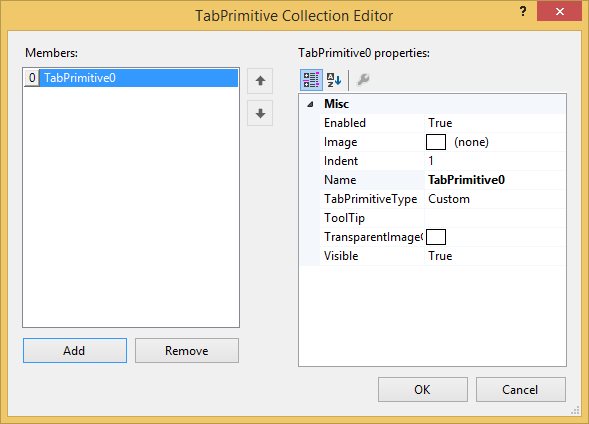 TabPrimitive Collection Editor
?
Members:
0 TabPrimitive0
Add
Remove
TabPrimitive0 properties:
A
Z
Misc
Enabled True
Image (none)
Indent 1
Name TabPrimitive0
TabPrimitiveType Custom
ToolTip
TransparentImageC
Visible True
OK
Cancel